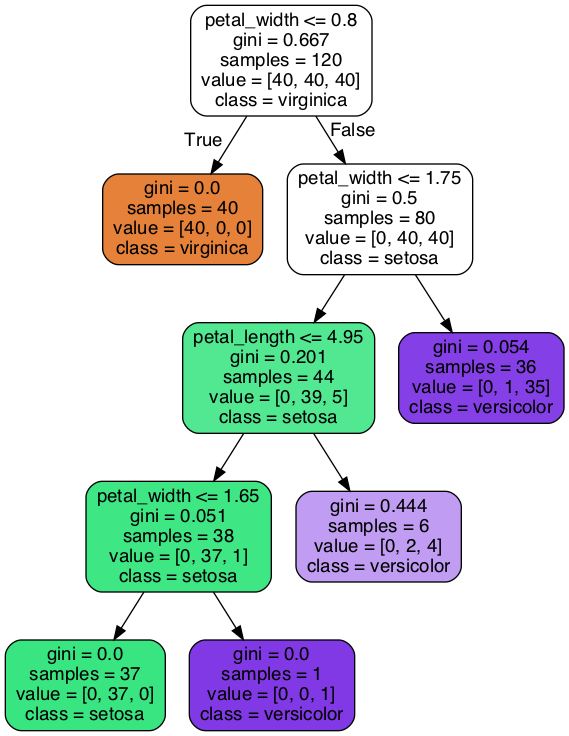 petal_width <= 0.8
gini = 0.667
samples = 120
value = [40, 40, 40]
class = virginica
True
False
gini = 0.0
samples = 40
value = [40, 0, 0]
class = virginica
petal_width <= 1.75
gini = 0.5
samples = 80
value = [0, 40, 40]
class = setosa
petal_length <= 4.95
gini = 0.201
samples = 44
value = [0, 39, 5]
class = setosa
gini = 0.054
samples = 36
value = [0, 1, 35]
class = versicolor
petal_width <= 1.65
gini = 0.051
samples = 38
value = [0, 37, 1]
class = setosa
gini = 0.444
samples = 6
value = [0, 2, 4]
class = versicolor
gini = 0.0
samples = 37
value = [0, 37, 0]
class = setosa
gini = 0.0
samples = 1
value = [0, 0, 1]
class = versicolor